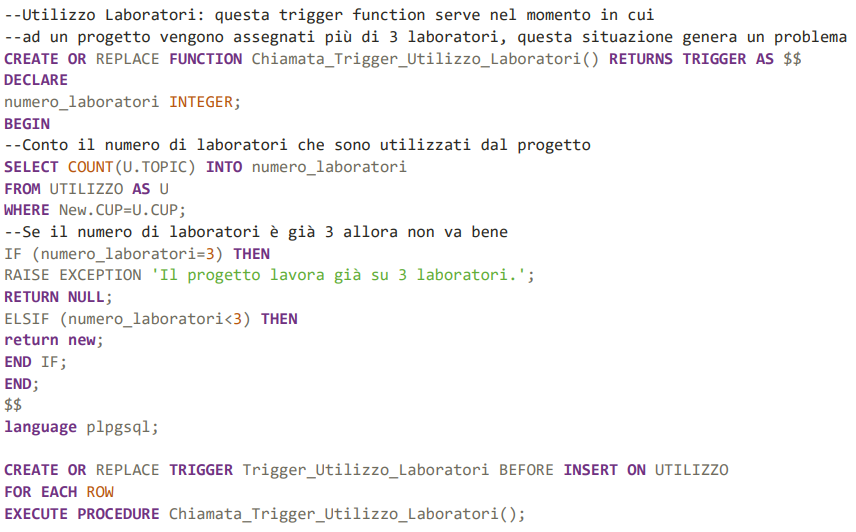 --Utilizzo Laboratori: questa trigger function serve nel momento in cui
--ad un progetto vengono assegnati più di 3 laboratori, questa situazione genera un problema
CREATE OR REPLACE FUNCTION Chiamata_Trigger_Utilizzo_Laboratori() RETURNS TRIGGER AS $$
DECLARE
numero_laboratori INTEGER;
BEGIN
--Conto il numero di laboratori che sono utilizzati dal progetto
SELECT COUNT(U.TOPIC) INTO numero_laboratori
FROM UTILIZZO AS U
WHERE New.CUP=U.CUP;
--Se il numero di laboratori è già 3 allora non va bene
IF (numero_laboratori=3) THEN
RAISE EXCEPTION 'Il progetto lavora già su 3 laboratori.';
RETURN NULL;
ELSIF (numero_laboratori<3) THEN
return new;
END IF;
END;
$$
language plpgsql;
CREATE OR REPLACE TRIGGER Trigger_Utilizzo_Laboratori BEFORE INSERT ON UTILIZZO
FOR EACH ROW
EXECUTE PROCEDURE Chiamata_Trigger_Utilizzo_Laboratori();